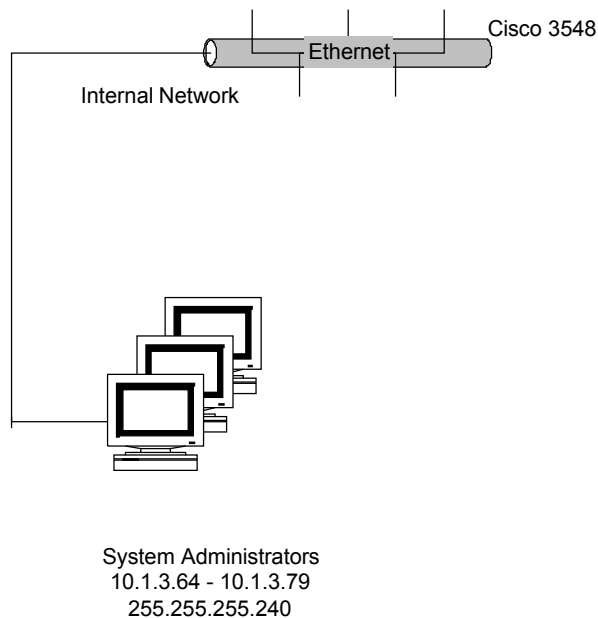 Cisco 3548
Ethernet
Internal Network
System Administrators
10.1.3.64 - 10.1.3.79
255.255.255.240